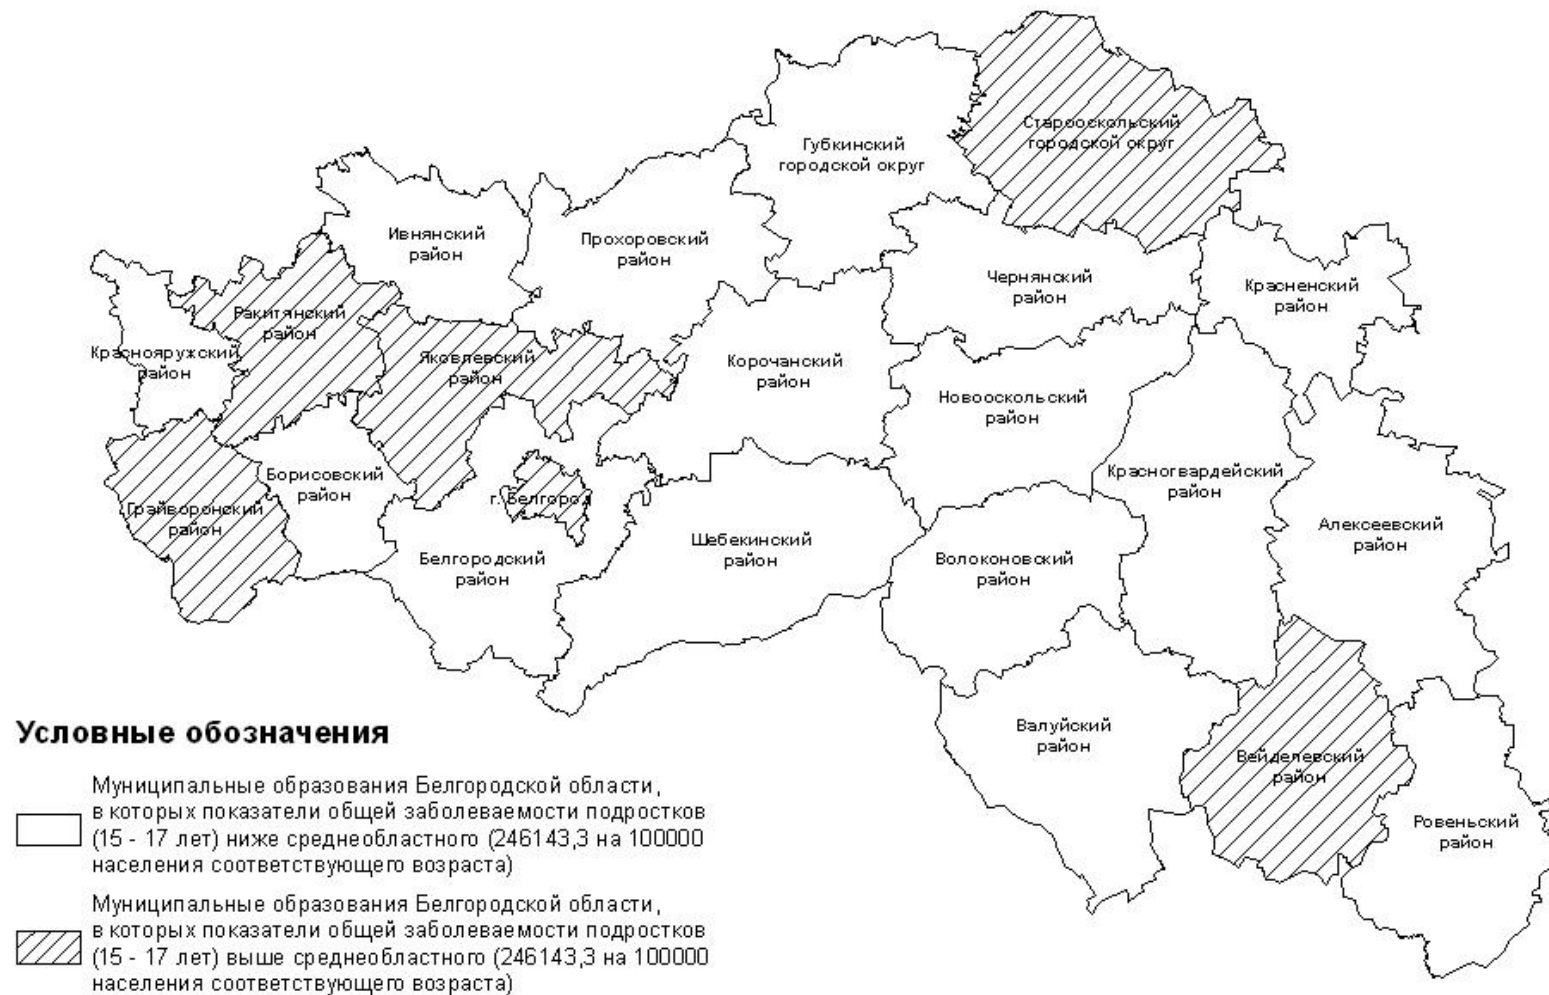 Старооскольский
городской округ
Губкинский
городской округ
Ивнянский
район
Прохоровский
район
Чернянский
район
Красненский
район
Ракитянский
район
Краснояружский
район
Яковлевский
район
Корочанский
район
Новооскольский
район
Красногвардейский
район
Борисовский
район
г. Белгород
Грайворонский
район
Алексеевский
район
Шебекинский
район
Белгородский
район
Волоконовский
район
Валуйский
район
Вейделевский
район
Ровеньский
район
Условные обозначения
Муниципальные образования Белгородской области,
в которых показатели общей заболеваемости подростков
(15 - 17 лет) ниже среднеобластного (246143,3 на 100000
населения соответствующего возраста)
Муниципальные образования Белгородской области,
в которых показатели общей заболеваемости подростков
(15 - 17 лет) выше среднеобластного (246143,3 на 100000
населения соответствующего возраста)